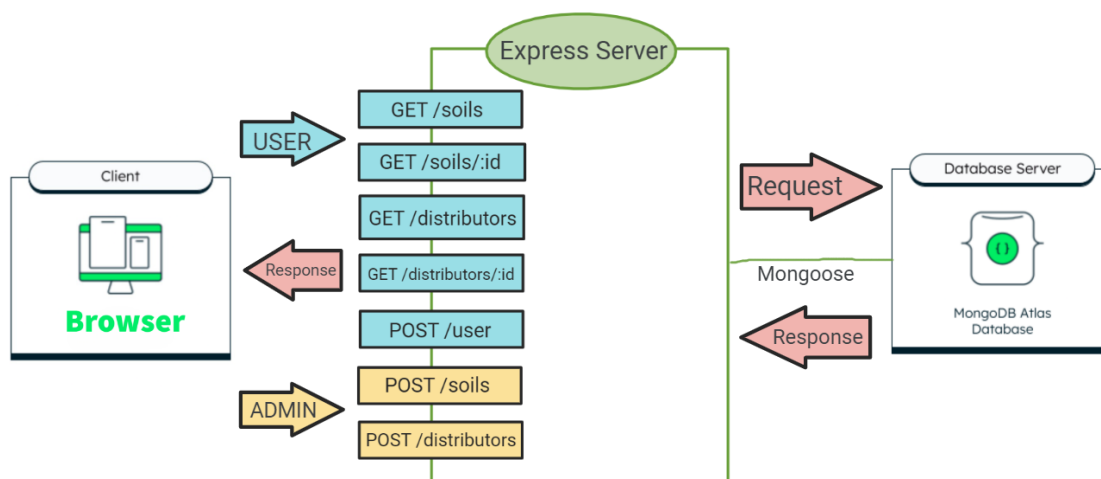 Express Server
GET /soils
USER
GET /soils/:id
Client
Database Server
Request
GET /distributors
Response
GET /distributors/:id
Mongoose
{}
Browser
MongoDB Atlas
Database
POST /user
Response
POST /soils
ADMIN
POST /distributors